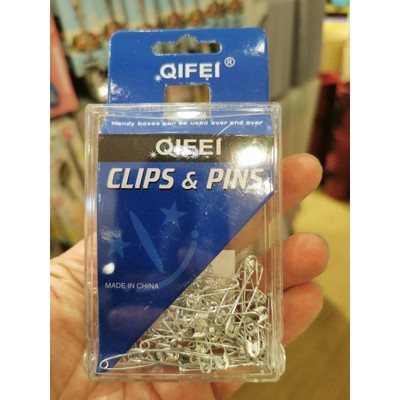 QIFEI®
Handy boxes can be used over and over
QIFEI
CLIPS & PINS
MADE IN CHINA